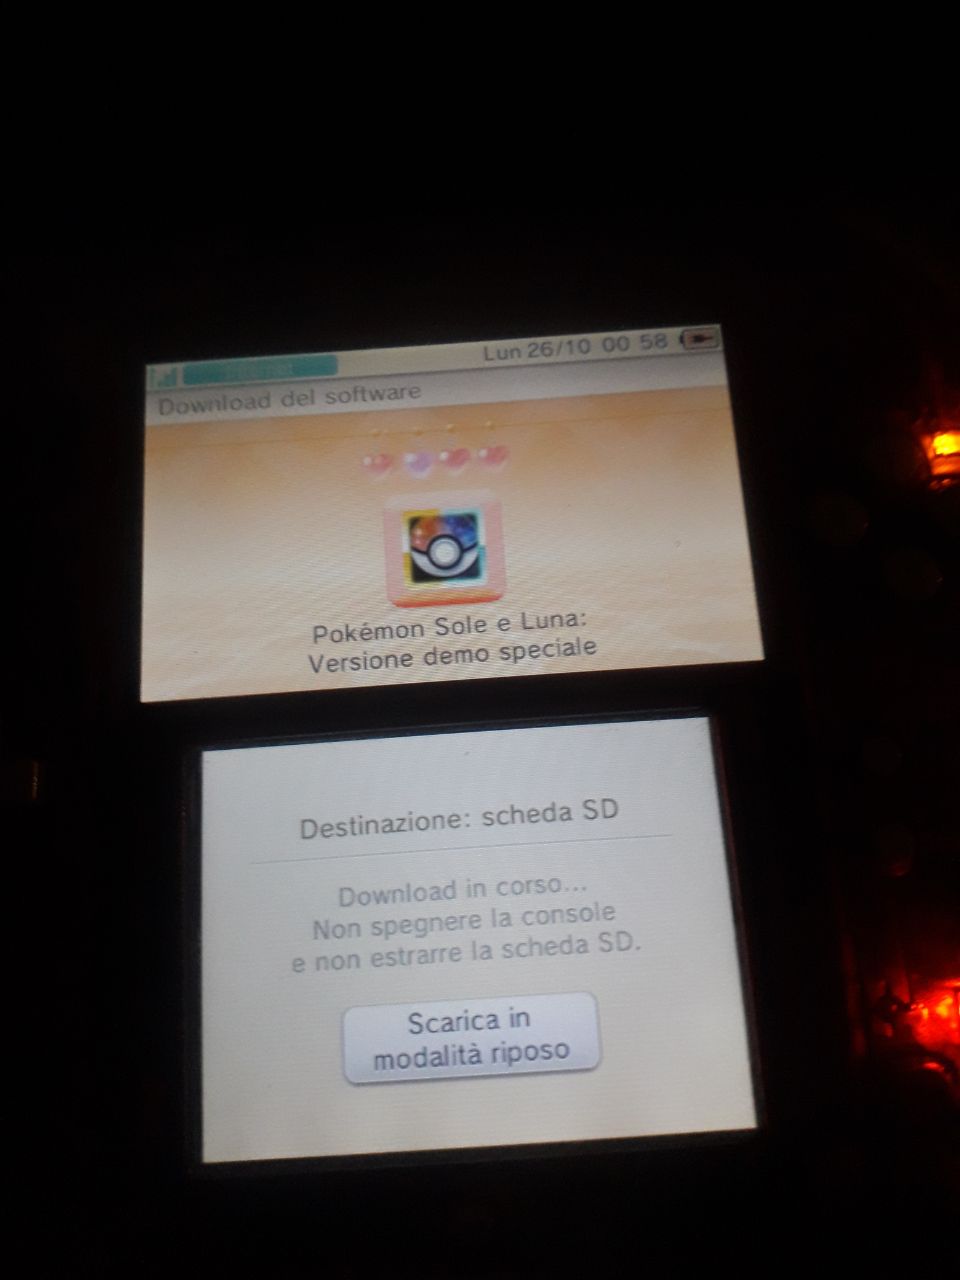 Internet
Lun 26/10 00 58
Download del software
Pokémon Sole e Luna:
Versione demo speciale
Destinazione: scheda SD
Download in corso...
Non spegnere la console
e non estrarre la scheda SD.
Scarica in
modalità riposo